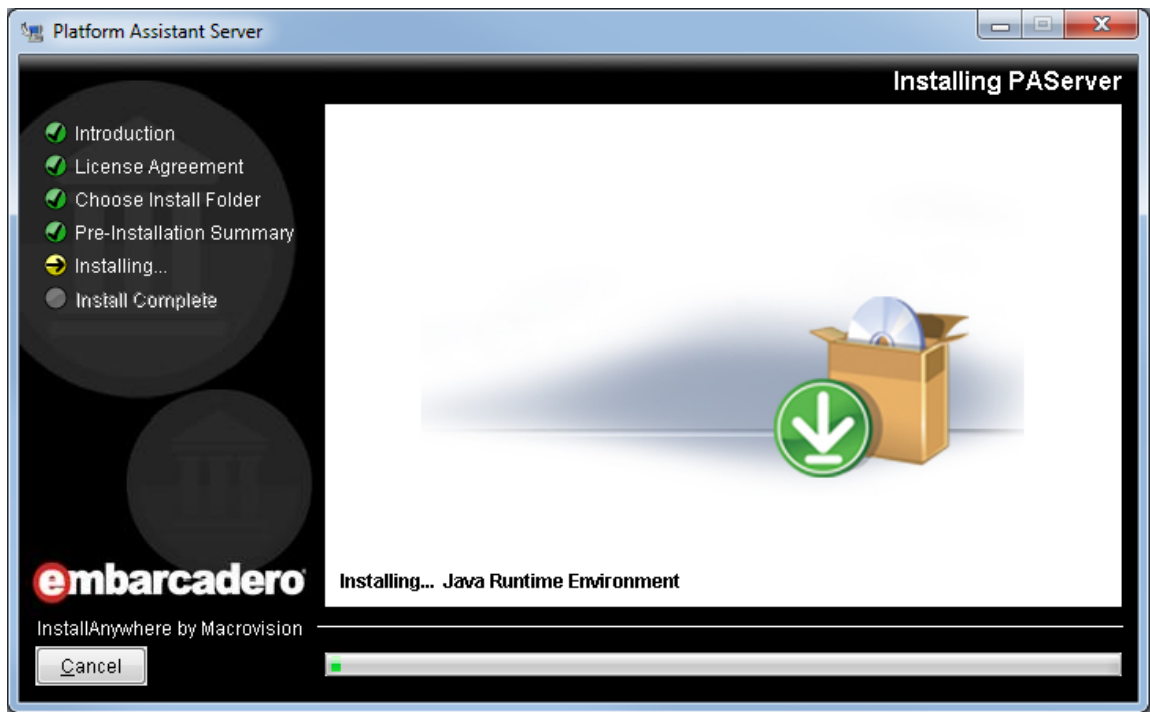 Platform Assistant Server
Installing PAServer
Introduction
License Agreement
Choose Install Folder
Pre-Installation Summary
Installing...
Install Complete
embarcadero
Installing... Java Runtime Environment
InstallAnywhere by Macrovision
Cancel